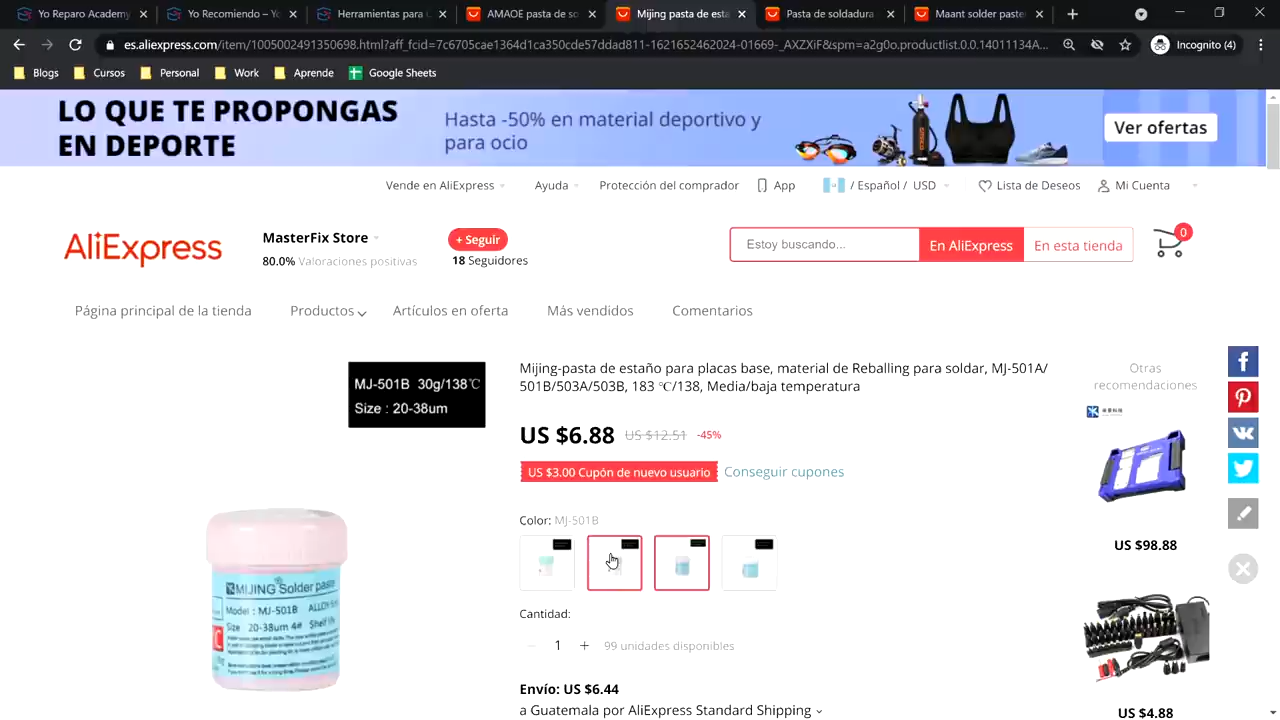 Yo Reparo Academy
Yo Recomiendo - Yo
Herramientas para C
AMAOE pasta de so
Mijing pasta de esta
Pasta de soldadura
Maant solder paste
es.aliexpress.com/item/1005002491350698.html?aff_fcid=7c6705cae1364d1ca350cde57ddad811-1621652462024-01669-_AXZXiF&spm=a2g0o.productlist.0.0.14011134A...
Incognito (4)
Blogs
Cursos
Personal
Work
Aprende
Google Sheets
LO QUE TE PROPONGAS
EN DEPORTE
Hasta -50% en material deportivo y
para ocio
Ver ofertas
Vende en AliExpress
Ayuda
Protección del comprador
App
/ Español / USD
Lista de Deseos
Mi Cuenta
AliExpress
MasterFix Store
80.0% Valoraciones positivas
+ Seguir
18 Seguidores
Estoy buscando...
En AliExpress
En esta tienda
0
Página principal de la tienda
Productos
Artículos en oferta
Más vendidos
Comentarios
MJ-501B 30g/138℃
Size : 20-38um
MIJING Solder paste
Model : MJ-501B
Size 20-38um 4#
Mijing-pasta de estaño para placas base, material de Reballing para soldar, MJ-501A/
501B/503A/503B, 183 ℃/138, Media/baja temperatura
US $6.88 US $12.51 -45%
US $3.00 Cupón de nuevo usuario
Conseguir cupones
Color: MJ-501B
Cantidad:
1
99 unidades disponibles
Envío: US $6.44
a Guatemala por AliExpress Standard Shipping
Otras
recomendaciones
US $98.88
US $4.88